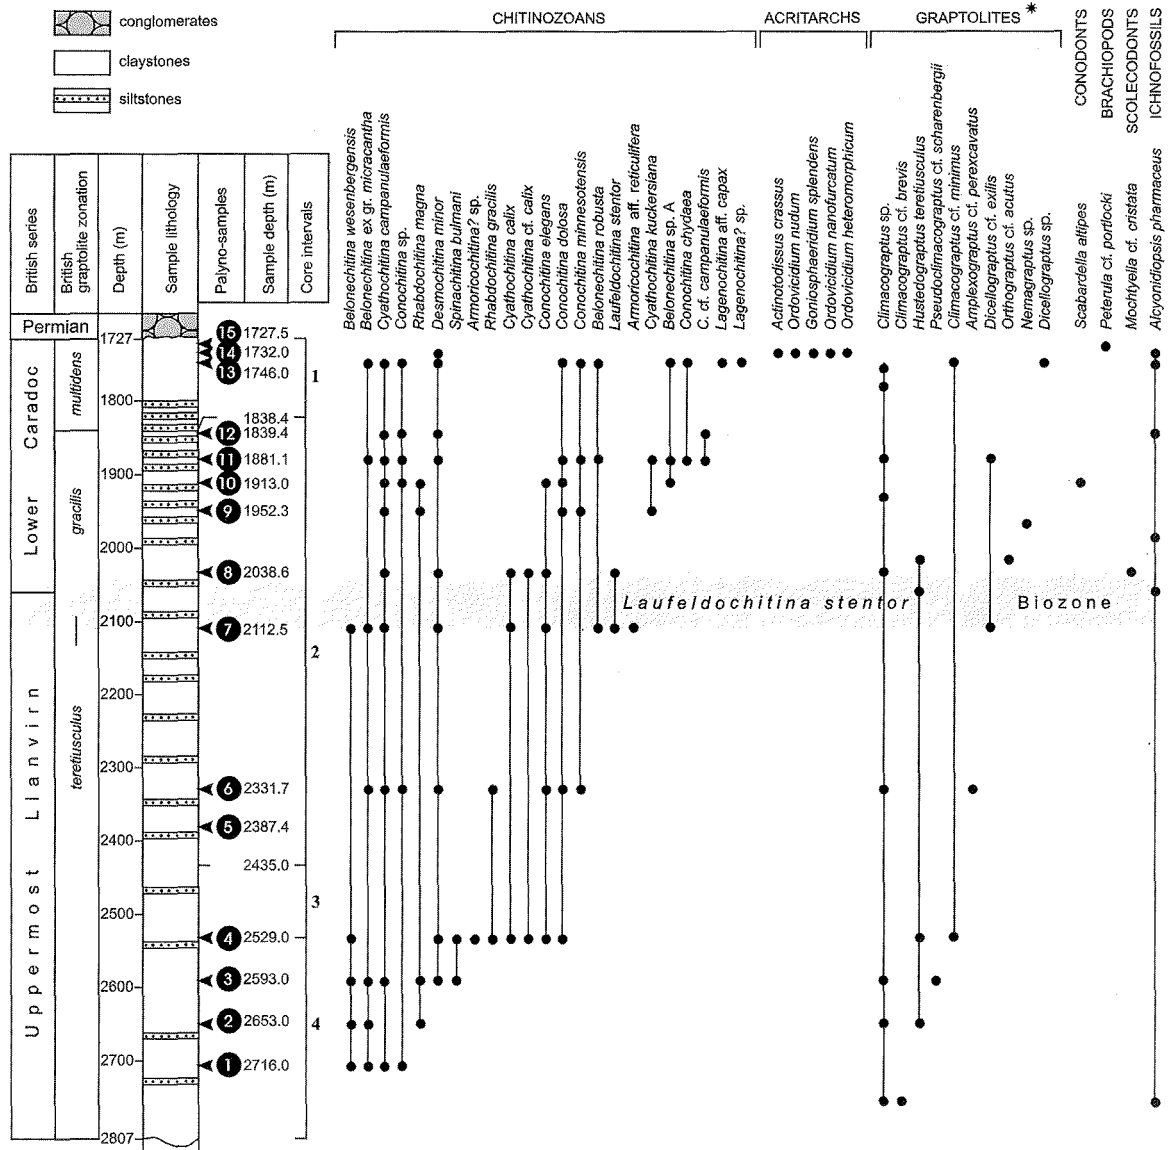 conglomerates
claystones
siltstones
CHITINOZOANS
ACRITARCHS
GRAPTOLITES *
CONODONTS
BRACHIOPODS
SCOLECODONTS
ICHNOFOSSILS
British series
British graptolite zonation
Depth (m)
Sample lithology
Palyno-samples
Sample depth (m)
Core intervals
Belonechitina wesenbergensis
Belonechitina ex gr. micracantha
Cyathochitina campanulaeformis
Conochitina sp.
Rhabdochitina magna
Desmochitina minor
Spinachitina bulmani
Armoricochitina? sp.
Rhabdochitina gracilis
Cyathochitina calix
Cyathochitina cf. calix
Conochitina elegans
Conochitina dolosa
Conochitina minnesotensis
Belonechitina robusta
Laufeldochitina stentor
Armoricochitina aff. reticulifera
Cyathochitina kuckersiana
Belonechitina sp. A
Conochitina chydaea
C. cf. campanulaeformis
Lagenochitina aff. capax
Lagenochitina? sp.
Actinotodissus crassus
Ordovicidium nudum
Goniosphaeridium splendens
Ordovicidium nanofurcatum
Ordovicidium heteromorphicum
Climacograptus sp.
Climacograptus cf. brevis
Hustedograptus teretiusculus
Pseudoclimacograptus cf. scharenbergii
Climacograptus cf. minimus
Amplexograptus cf. perexcavatus
Dicellograptus cf. exilis
Orthograptus cf. acutus
Nemagraptus sp.
Dicellograptus sp.
Scabardella altipes
Paterula cf. portlocki
Mochtyella cf. cristata
Alcyonidiopsis pharmaceus
Permian
Lower Caradoc
Uppermost Llanvirn
multidens
gracilis
teretiusculus
1727
1800
1900
2000
2100
2200
2300
2400
2500
2600
2700
2807
15 1727.5
14 1732.0
13 1746.0
1838.4
12 1839.4
11 1881.1
10 1913.0
9 1952.3
8 2038.6
7 2112.5
6 2331.7
5 2387.4
2435.0
4 2529.0
3 2593.0
2 2653.0
1 2716.0
1
2
3
4
Laufeldochitina stentor Biozone